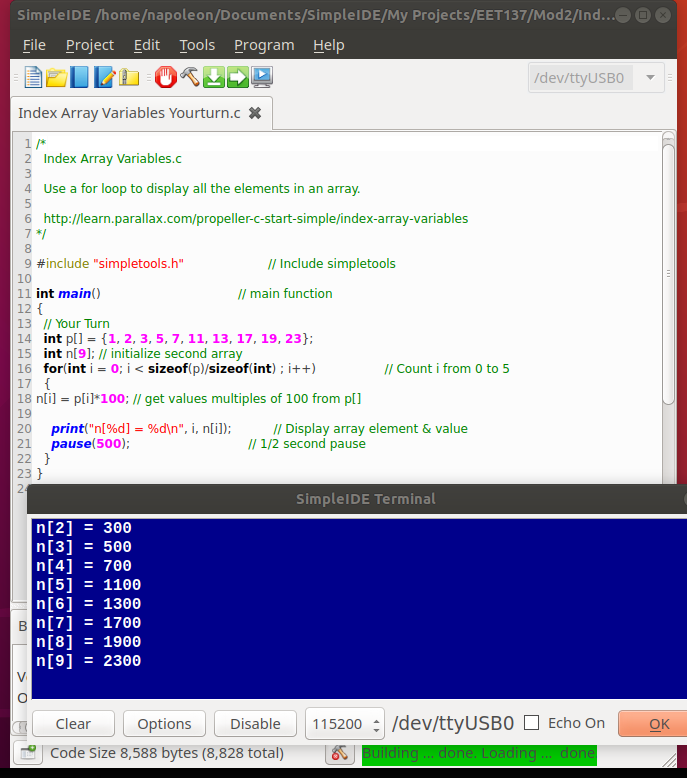 SimpleIDE /home/napoleon/Documents/SimpleIDE/My Projects/EET137/Mod2/Ind...
File Project Edit Tools Program Help
/dev/ttyUSB0
Index Array Variables Yourturn.c
1 /*
2 Index Array Variables.c
3
4 Use a for loop to display all the elements in an array.
5
6 http://learn.parallax.com/propeller-c-start-simple/index-array-variables
7 */
8
9 #include "simpletools.h" // Include simpletools
10
11 int main() // main function
12 {
13 // Your Turn
14 int p[] = {1, 2, 3, 5, 7, 11, 13, 17, 19, 23};
15 int n[9]; // initialize second array
16 for(int i = 0; i < sizeof(p)/sizeof(int) ; i++) // Count i from 0 to 5
17 {
18 n[i] = p[i]*100; // get values multiples of 100 from p[]
19
20 print("n[%d] = %d\n", i, n[i]); // Display array element & value
21 pause(500); // 1/2 second pause
22 }
23 }
SimpleIDE Terminal
n[2] = 300
n[3] = 500
n[4] = 700
n[5] = 1100
n[6] = 1300
n[7] = 1700
n[8] = 1900
n[9] = 2300
Clear Options Disable 115200 /dev/ttyUSB0 Echo On OK
Code Size 8,588 bytes (8,828 total) Building ... done. Loading ... done